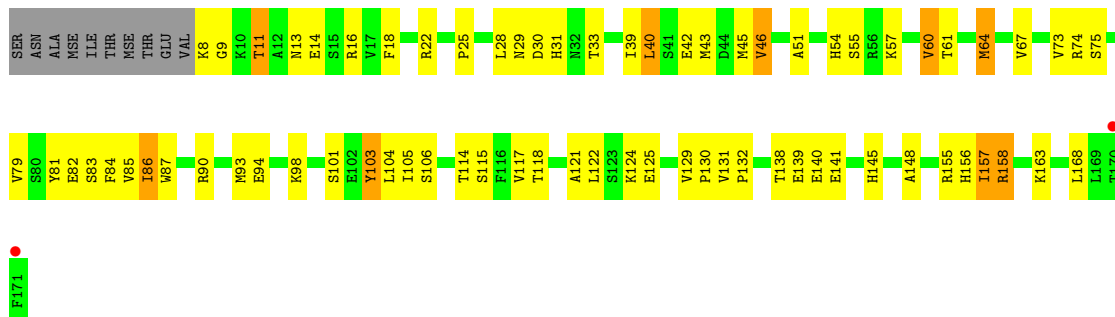 SER ASN ALA MSE ILE THR MSE THR GLU VAL K8 G9 K10 T11 A12 N13 E14 S15 R16 V17 F18 R22 P25 L28 N29 D30 H31 N32 T33 I39 L40 S41 E42 M43 D44 M45 V46 A51 H54 S55 R56 K57 V60 T61 M64 V67 V73 R74 S75
V79 S80 Y81 E82 S83 F84 V85 I86 W87 R90 M93 E94 K98 S101 E102 Y103 L104 I105 S106 T114 S115 F116 V117 T118 A121 L122 S123 K124 E125 V129 P130 V131 P132 T138 E139 E140 E141 H145 A148 R155 H156 I157 R158 K163 L168 L169 T170
F171